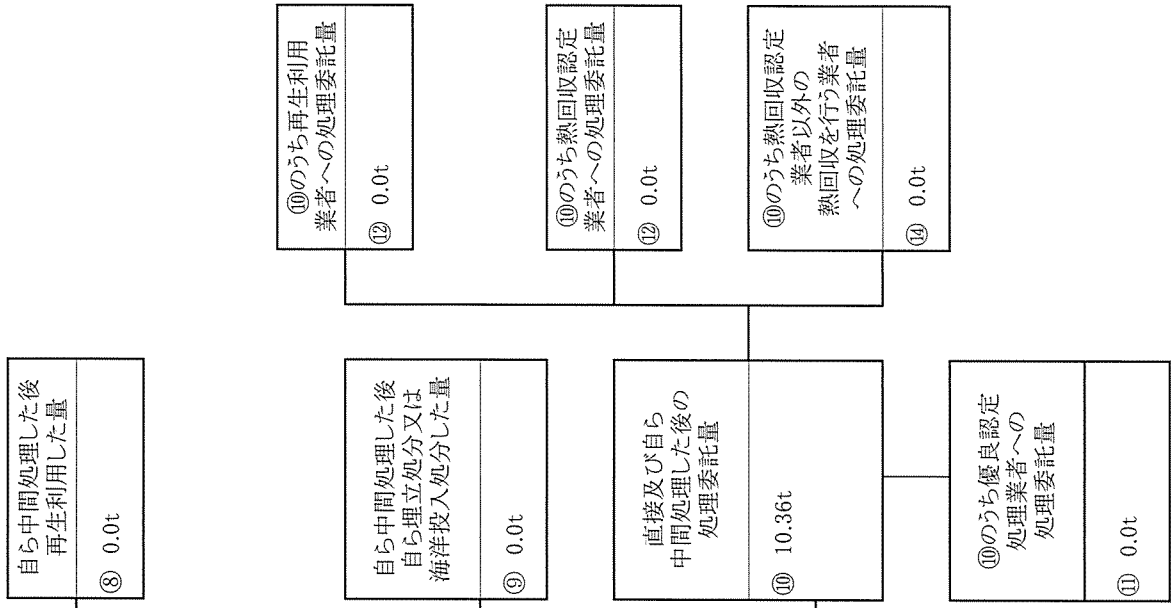 自ら中間処理した後
再生利用した量
⑧ 0.0t
自ら中間処理した後
自ら埋立処分又は
海洋投入処分した量
⑨ 0.0t
直接及び自ら
中間処理した後の
処理委託量
⑩ 10.36t
⑩のうち優良認定
処理業者への
処理委託量
⑪ 0.0t
⑩のうち再生利用
業者への処理委託量
⑫ 0.0t
⑩のうち熱回収認定
業者への処理委託量
⑫ 0.0t
⑩のうち熱回収認定
業者以外の
熱回収を行う業者
への処理委託量
⑭ 0.0t